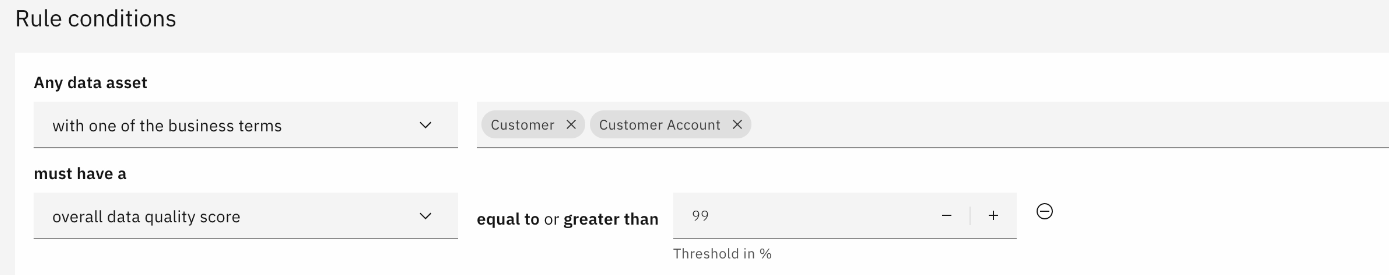 Rule conditions
Any data asset
with one of the business terms
Customer
Customer Account
must have a
overall data quality score
equal to or greater than
99
Threshold in %